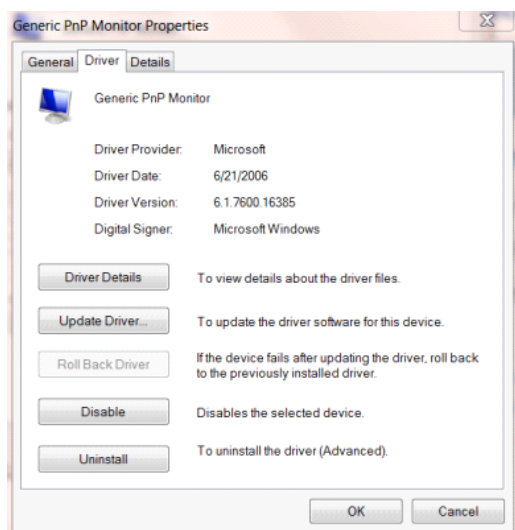 Generic PnP Monitor Properties
General Driver Details
Generic PnP Monitor
Driver Provider: Microsoft
Driver Date: 6/21/2006
Driver Version: 6.1.7600.16385
Digital Signer: Microsoft Windows
Driver Details To view details about the driver files.
Update Driver... To update the driver software for this device.
Roll Back Driver If the device fails after updating the driver, roll back
to the previously installed driver.
Disable Disables the selected device.
Uninstall To uninstall the driver (Advanced).
OK Cancel